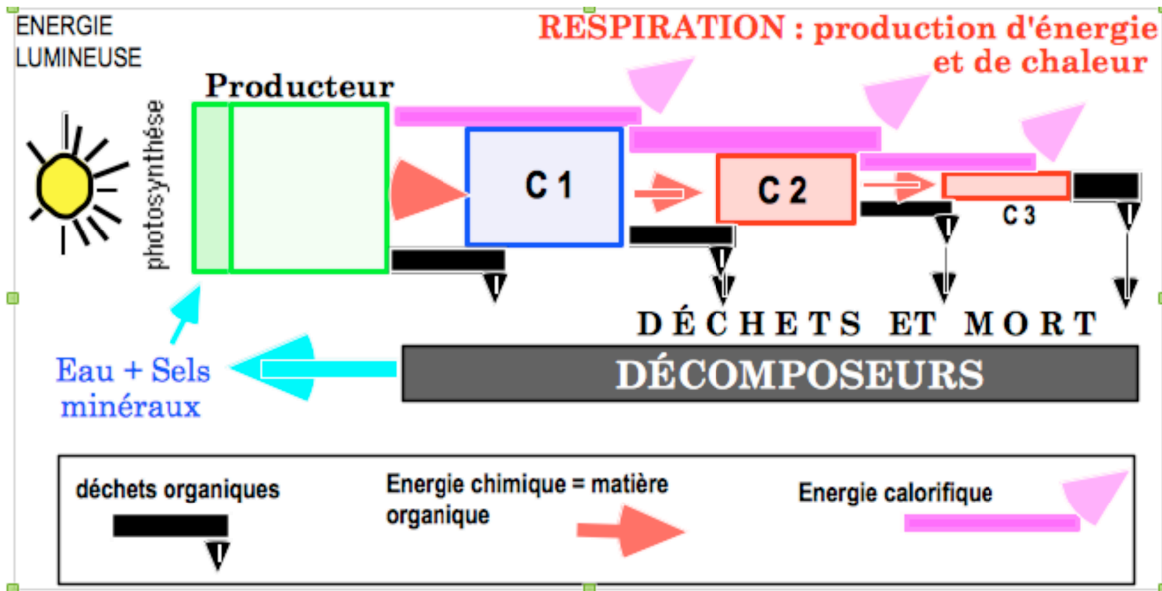 ENERGIE
LUMINEUSE
RESPIRATION : production d'énergie
et de chaleur
Producteur
photosynthése
C 1
C 2
C 3
DÉCHETS ET MORT
DÉCOMPOSEURS
Eau + Sels
minéraux
déchets organiques
Energie chimique = matière
organique
Energie calorifique